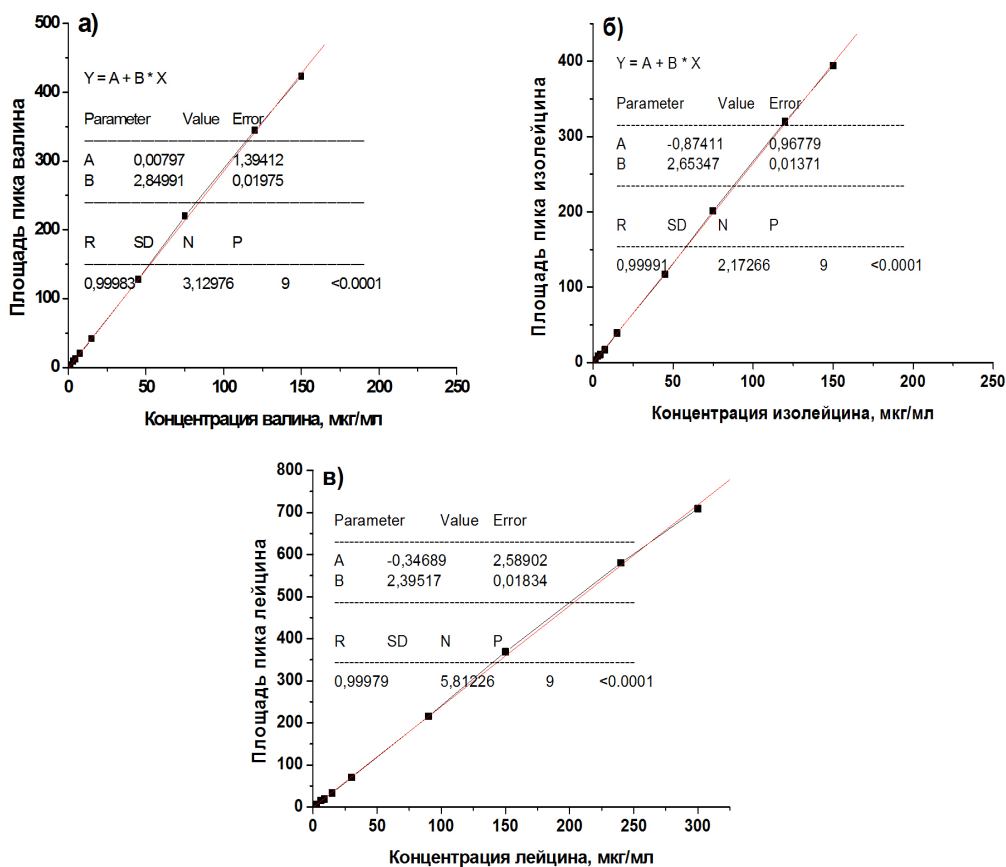 а)
Y = A + B * X
Parameter Value Error
A 0,00797 1,39412
B 2,84991 0,01975
R SD N P
0,99983 3,12976 9 <0.0001
500
400
300
200
100
0
0 50 100 150 200 250
Площадь пика валина
Концентрация валина, мкг/мл
б)
Y = A + B * X
Parameter Value Error
A -0,87411 0,96779
B 2,65347 0,01371
R SD N P
0,99991 2,17266 9 <0.0001
400
300
200
100
0
0 50 100 150 200 250
Площадь пика изолейцина
Концентрация изолейцина, мкг/мл
в)
Parameter Value Error
A -0,34689 2,58902
B 2,39517 0,01834
R SD N P
0,99979 5,81226 9 <0.0001
800
700
600
500
400
300
200
100
0
0 50 100 150 200 250 300
Площадь пика лейцина
Концентрация лейцина, мкг/мл